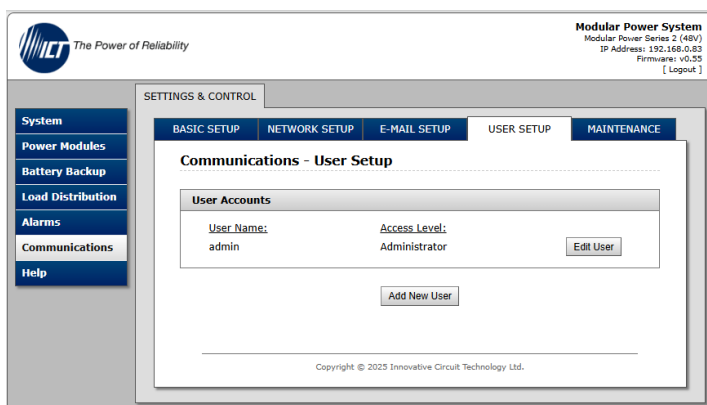 ICT The Power of Reliability
Modular Power System
Modular Power Series 2 (48V)
IP Address: 192.168.0.83
Firmware: v0.55
[ Logout ]
SETTINGS & CONTROL
System
Power Modules
Battery Backup
Load Distribution
Alarms
Communications
Help
BASIC SETUP NETWORK SETUP E-MAIL SETUP USER SETUP MAINTENANCE
Communications - User Setup
User Accounts
User Name: Access Level:
admin Administrator Edit User
Add New User
Copyright © 2025 Innovative Circuit Technology Ltd.